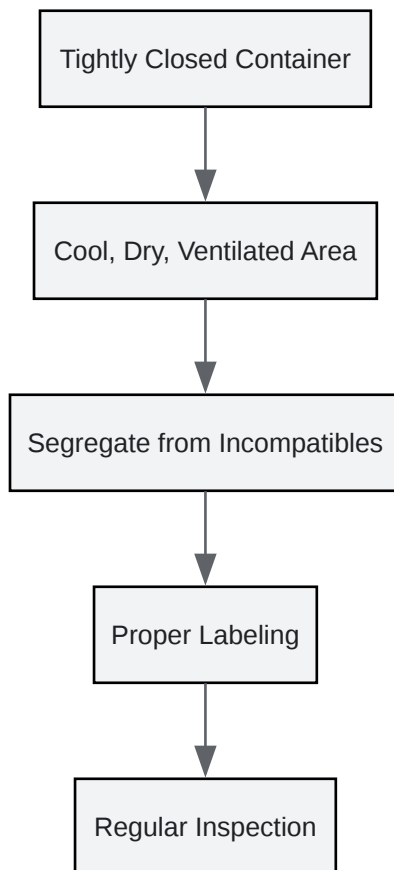 Tightly Closed Container
Cool, Dry, Ventilated Area
Segregate from Incompatibles
Proper Labeling
Regular Inspection